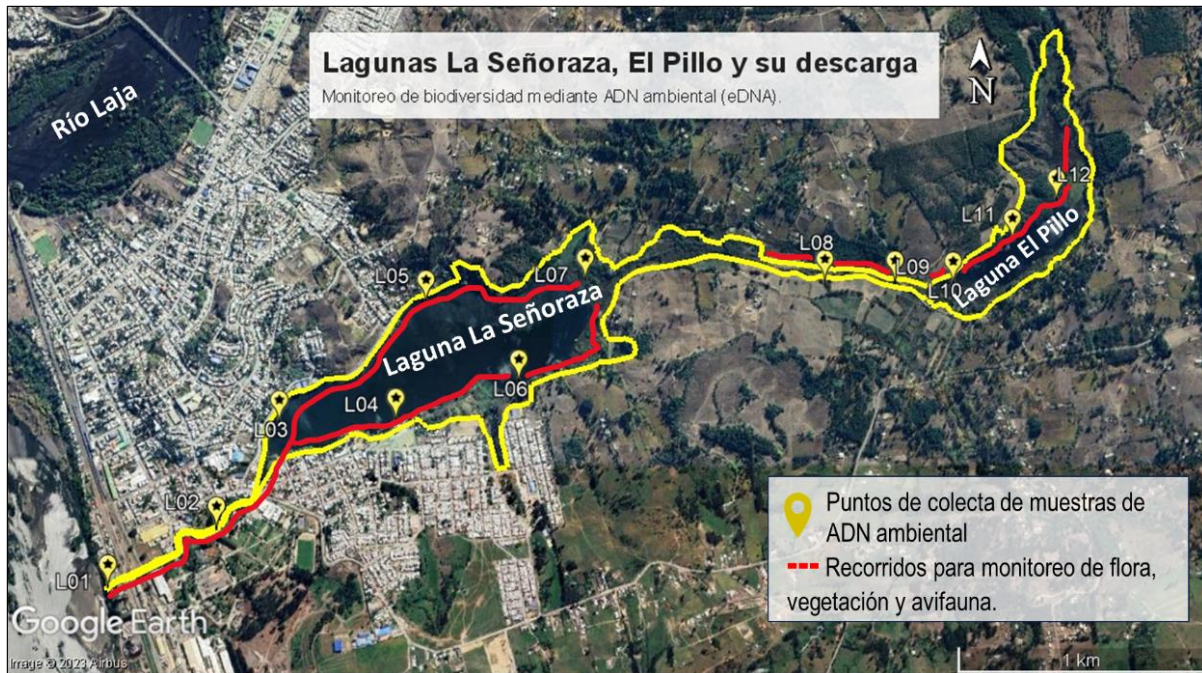 Lagunas La Señoraza, El Pillo y su descarga
Monitoreo de biodiversidad mediante ADN ambiental (eDNA).
N
Río Laja
L12
L11
Laguna El Pillo
L08
L09
L10
L07
L05
Laguna La Señoraza
L06
L04
L03
L02
L01
Puntos de colecta de muestras de
ADN ambiental
Recorridos para monitoreo de flora,
vegetación y avifauna.
Google Earth
Image © 2023 Airbus
1 km